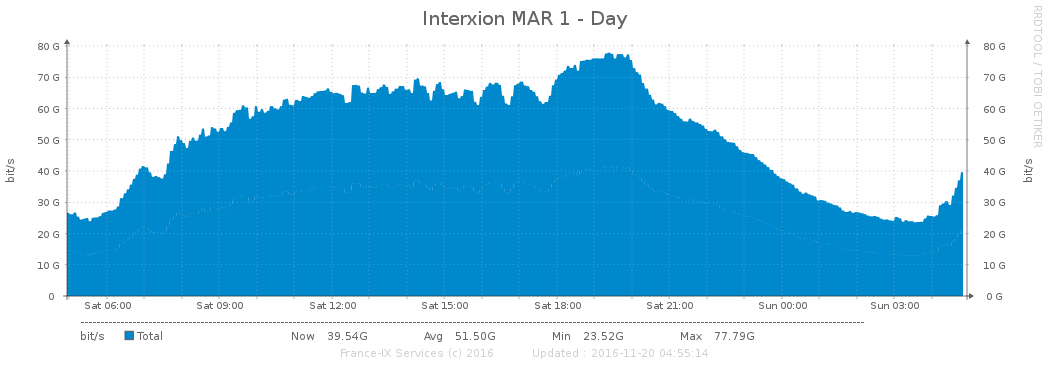 Interxion MAR 1 - Day
RRDTOOL / TOBI OETIKER
80 G 80 G
70 G 70 G
60 G 60 G
50 G 50 G
40 G 40 G
30 G 30 G
20 G 20 G
10 G 10 G
0 0 G
bit/s bit/s
Sat 06:00 Sat 09:00 Sat 12:00 Sat 15:00 Sat 18:00 Sat 21:00 Sun 00:00 Sun 03:00
bit/s Total Now 39.54G Avg 51.50G Min 23.52G Max 77.79G
France-IX Services (c) 2016 Updated : 2016-11-20 04:55:14